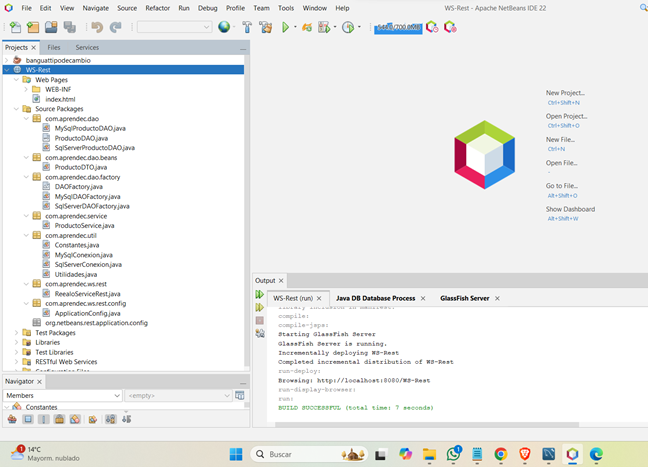 File Edit View Navigate Source Refactor Run Debug Profile Team Tools Window Help
WS-Rest - Apache NetBeans IDE 22
Projects Files Services
banguattipodecambio
WS-Rest
Web Pages
WEB-INF
index.html
Source Packages
com.aprendec.dao
MySqlProductoDAO.java
ProductoDAO.java
SqlServerProductoDAO.java
com.aprendec.dao.beans
ProductoDTO.java
com.aprendec.dao.factory
DAOFactory.java
MySqlDAOFactory.java
SqlServerDAOFactory.java
com.aprendec.service
ProductoService.java
com.aprendec.util
Constantes.java
MySqlConexion.java
SqlServerConexion.java
Utilidades.java
com.aprendec.ws.rest
ReealoServiceRest.java
com.aprendec.ws.rest.config
ApplicationConfig.java
org.netbeans.rest.application.config
Test Packages
Libraries
Test Libraries
RESTful Web Services
Configuration Files
Navigator
Members
<empty>
Constantes
New Project...
Ctrl+Shift+N
Open Project...
Ctrl+Shift+O
New File...
Ctrl+N
Open File...
-
Go to File...
Alt+Shift+O
Show Dashboard
Alt+Shift+W
Output
WS-Rest (run) Java DB Database Process GlassFish Server
compile:
compile-jsps:
Starting GlassFish Server
GlassFish Server is running.
Incrementally deploying WS-Rest
Completed incremental distribution of WS-Rest
run-deploy:
Browsing: http://localhost:8080/WS-Rest
run-display-browser:
run:
BUILD SUCCESSFUL (total time: 7 seconds)
1
14°C
Mayorm. nublado
Buscar